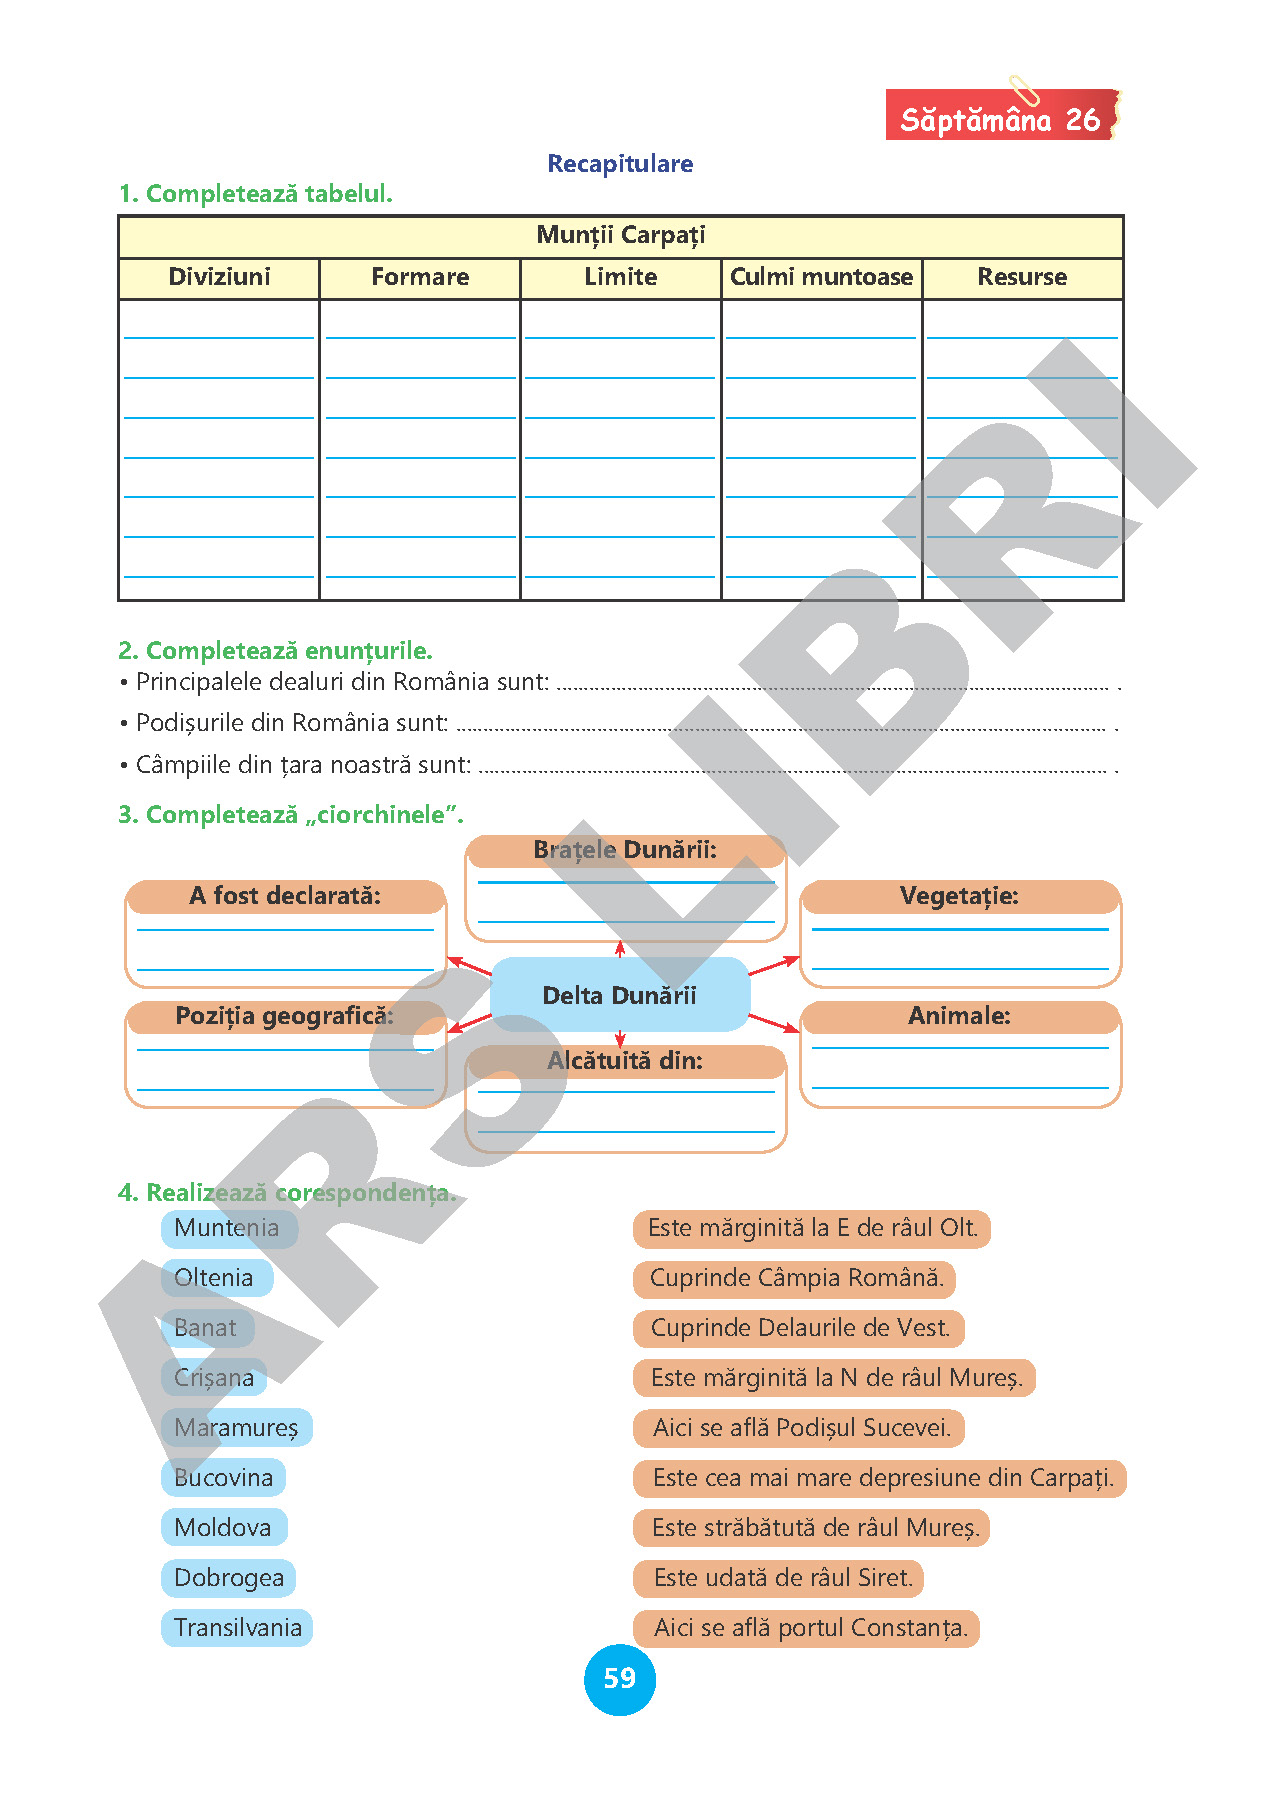 Săptămâna 26
Recapitulare
1. Completează tabelul.
Munții Carpați
Diviziuni Formare Limite Culmi muntoase Resurse
2. Completează enunțurile.
• Principalele dealuri din România sunt: .................................................................................................... .
• Podișurile din România sunt: .................................................................................................................... .
• Câmpiile din țara noastră sunt: ................................................................................................................ .
3. Completează „ciorchinele”.
Brațele Dunării:
A fost declarată:
Vegetație:
Delta Dunării
Poziția geografică:
Animale:
Alcătuită din:
4. Realizează corespondența.
Muntenia Este mărginită la E de râul Olt.
Oltenia Cuprinde Câmpia Română.
Banat Cuprinde Delaurile de Vest.
Crișana Este mărginită la N de râul Mureș.
Maramureș Aici se află Podișul Sucevei.
Bucovina Este cea mai mare depresiune din Carpați.
Moldova Este străbătută de râul Mureș.
Dobrogea Este udată de râul Siret.
Transilvania Aici se află portul Constanța.
59
ARS LIBRI